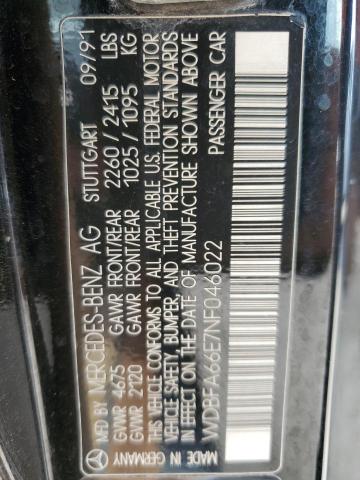 MFD BY MERCEDES-BENZ AG STUTTGART 09/91
GVWR 4675 GAWR FRONT/REAR 2260/2415 LBS
GVWR 2120 GAWR FRONT/REAR 1025/1095 KG
THIS VEHICLE CONFORMS TO ALL APPLICABLE U.S. FEDERAL MOTOR
VEHICLE SAFETY, BUMPER, AND THEFT PREVENTION STANDARDS
IN EFFECT ON THE DATE OF MANUFACTURE SHOWN ABOVE
MADE IN GERMANY PASSENGER CAR
WDBFA66E7NF046022